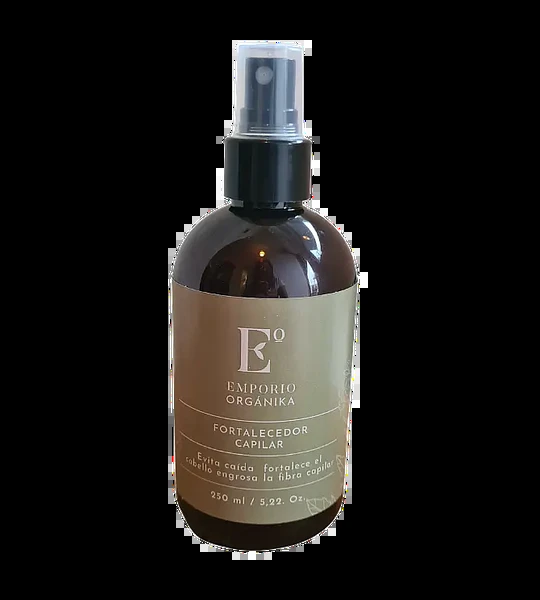 Eº
EMPORIO
ORGÁNIKA
FORTALECEDOR
CAPILAR
Evita caída fortalece el
cabello engrosa la fibra capilar
250 ml / 5,22. Oz.